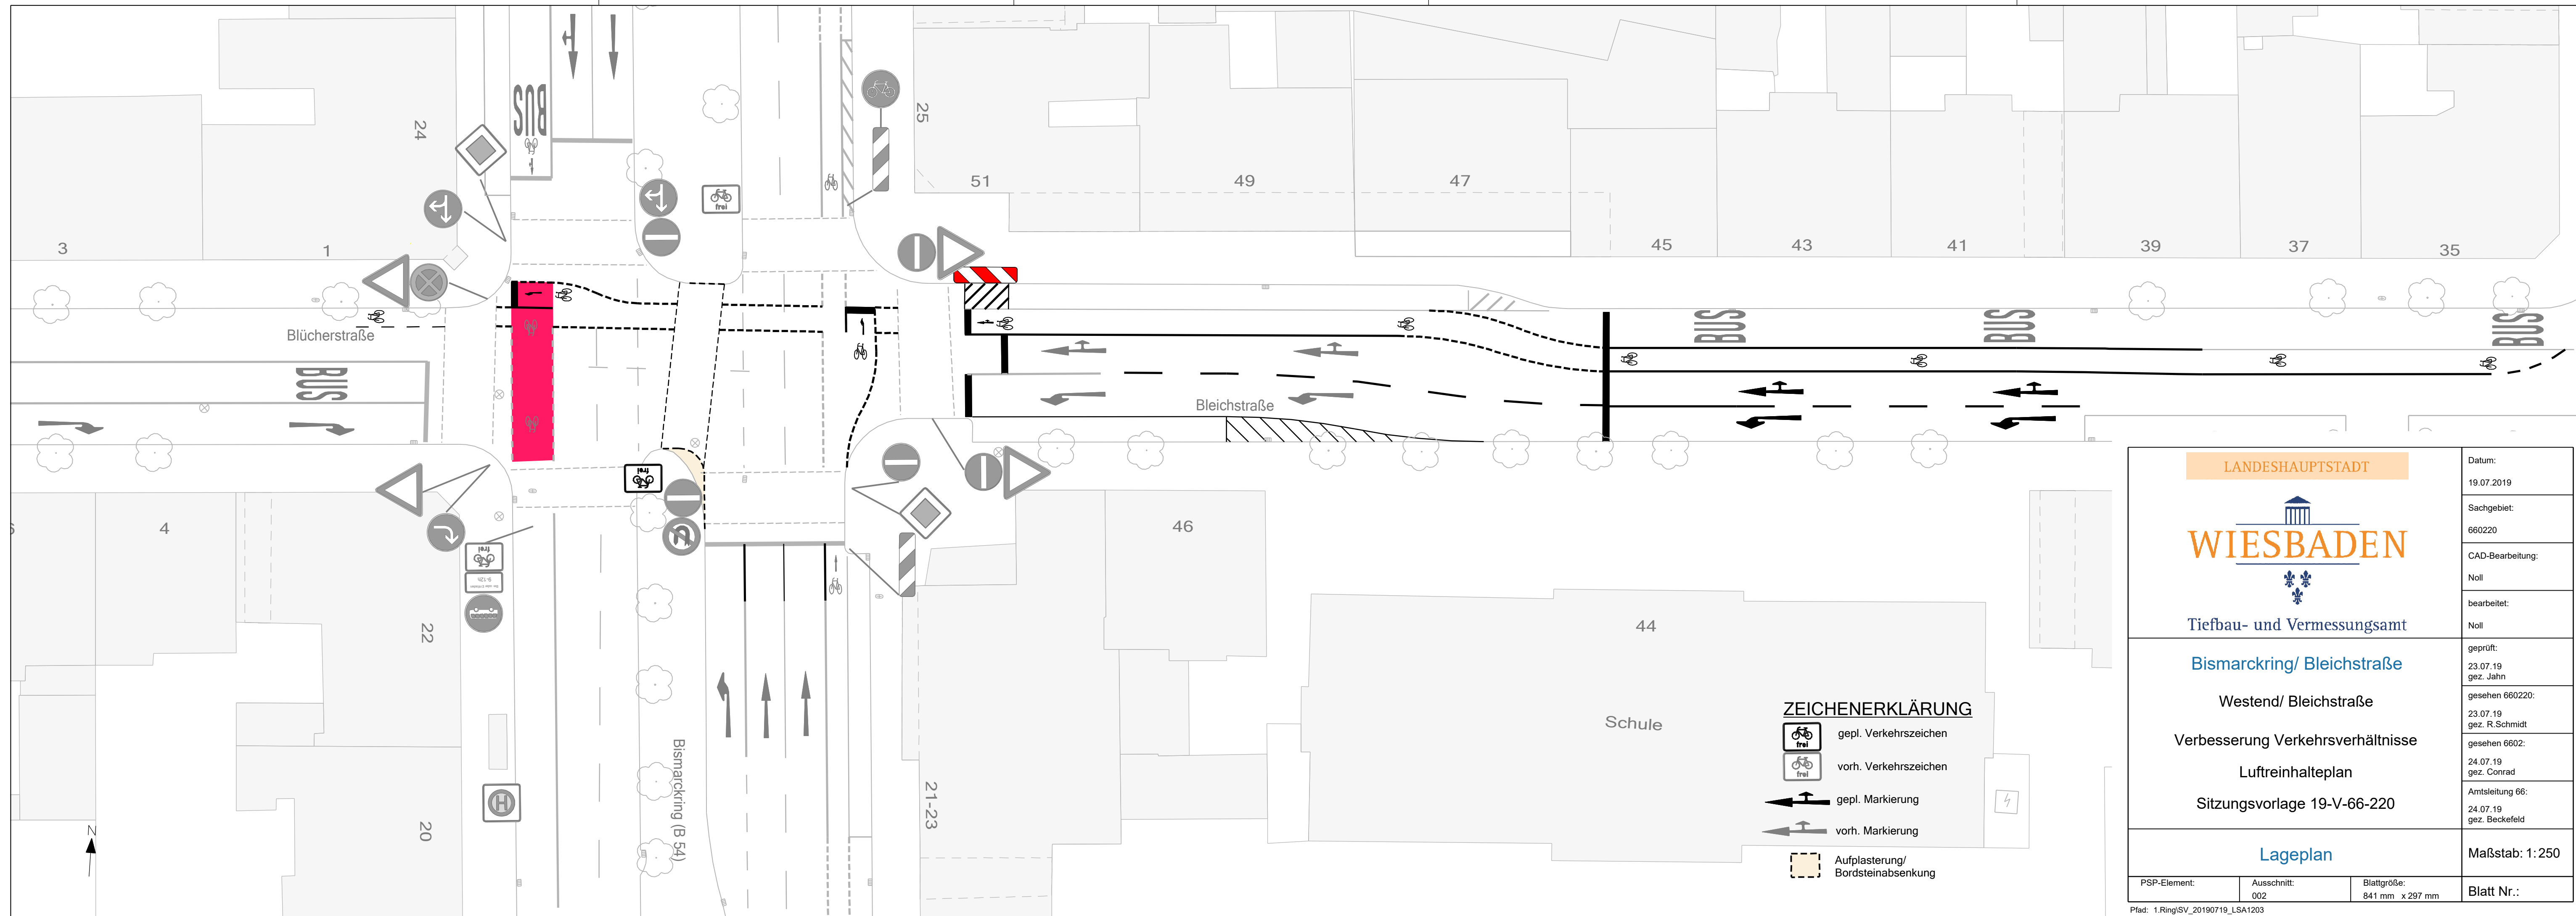 BUS
24
25
51
49
47
45
43
41
39
37
35
3
1
frei
Blücherstraße
BUS
BUS
BUS
BUS
Bleichstraße
frei
4
46
frei
22
20
21-23
44
Schule
Bismarckring (B 54)
H
N
ZEICHENERKLÄRUNG
frei
gepl. Verkehrszeichen
frei
vorh. Verkehrszeichen
gepl. Markierung
vorh. Markierung
Aufplasterung/
Bordsteinabsenkung
LANDESHAUPTSTADT
WIESBADEN
Tiefbau- und Vermessungsamt
Bismarckring/ Bleichstraße
Westend/ Bleichstraße
Verbesserung Verkehrsverhältnisse
Luftreinhalteplan
Sitzungsvorlage 19-V-66-220
Lageplan
Datum:
19.07.2019
Sachgebiet:
660220
CAD-Bearbeitung:
Noll
bearbeitet:
Noll
geprüft:
23.07.19
gez. Jahn
gesehen 660220:
23.07.19
gez. R.Schmidt
gesehen 6602:
24.07.19
gez. Conrad
Amtsleitung 66:
24.07.19
gez. Beckefeld
Maßstab: 1:250
PSP-Element:
Ausschnitt:
002
Blattgröße:
841 mm x 297 mm
Blatt Nr.:
Pfad: 1.Ring\SV_20190719_LSA1203